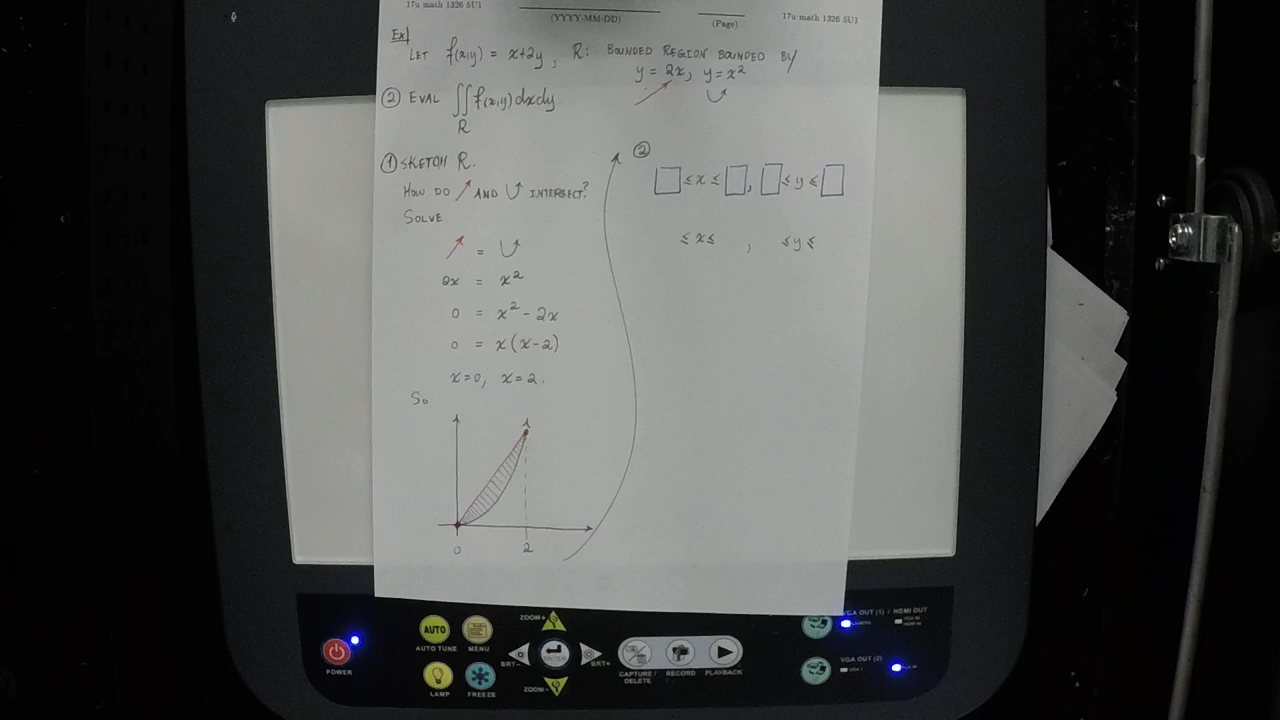 17u math 1326 5U1
(YYYY-MM-DD)
(Page)
17u math 1326 5U1
Ex
LET f(x,y) = x+2y, R: BOUNDED REGION BOUNDED BY
y = 2x, y = x²
② EVAL ∬ f(x,y) dxdy
R
① SKETCH R.
HOW DO ↗ AND ∪ INTERSECT?
SOLVE
↗ = ∪
2x = x²
0 = x² - 2x
0 = x(x-2)
x=0, x=2.
So
0
2
②
□ ≤ x ≤ □, □ ≤ y ≤ □
≤ x ≤ , ≤ y ≤
POWER
AUTO
AUTO TUNE
MENU
LAMP
FREEZE
ZOOM+
BRT-
ENTER
BRT+
ZOOM-
CAPTURE / DELETE
RECORD
PLAYBACK
VGA OUT (1) / HDMI OUT
VGA OUT (2)